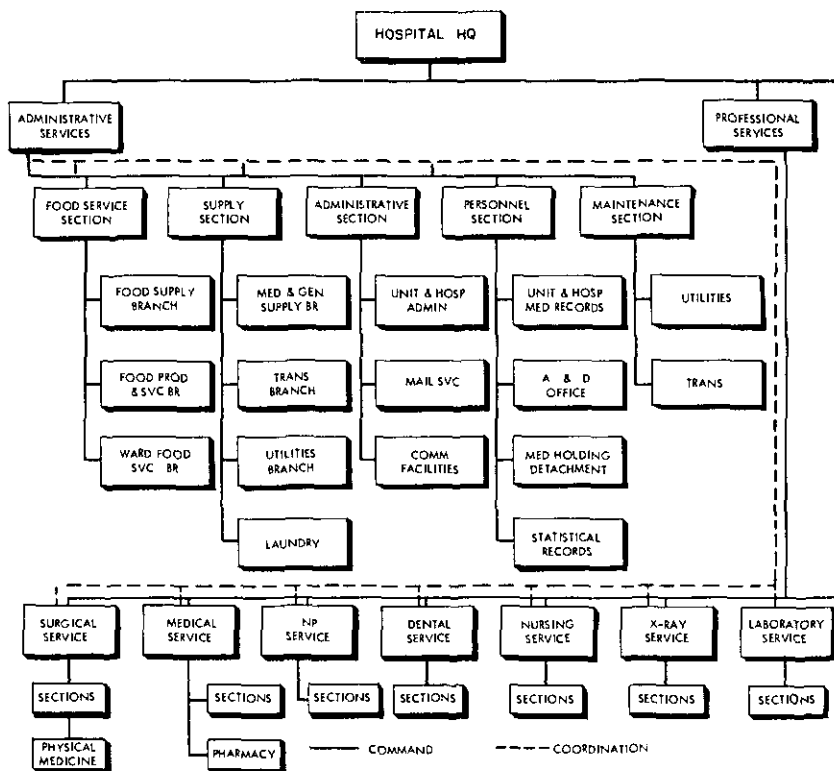 HOSPITAL HQ
ADMINISTRATIVE
SERVICES
PROFESSIONAL
SERVICES
FOOD SERVICE
SECTION
SUPPLY
SECTION
ADMINISTRATIVE
SECTION
PERSONNEL
SECTION
MAINTENANCE
SECTION
FOOD SUPPLY
BRANCH
MED & GEN
SUPPLY BR
UNIT & HOSP
ADMIN
UNIT & HOSP
MED RECORDS
UTILITIES
FOOD PROD
& SVC BR
TRANS
BRANCH
MAIL SVC
A & D
OFFICE
TRANS
WARD FOOD
SVC BR
UTILITIES
BRANCH
COMM
FACILITIES
MED HOLDING
DETACHMENT
LAUNDRY
STATISTICAL
RECORDS
SURGICAL
SERVICE
MEDICAL
SERVICE
NP
SERVICE
DENTAL
SERVICE
NURSING
SERVICE
X-RAY
SERVICE
LABORATORY
SERVICE
SECTIONS
SECTIONS
SECTIONS
SECTIONS
SECTIONS
SECTIONS
SECTIONS
PHYSICAL
MEDICINE
PHARMACY
COMMAND
COORDINATION